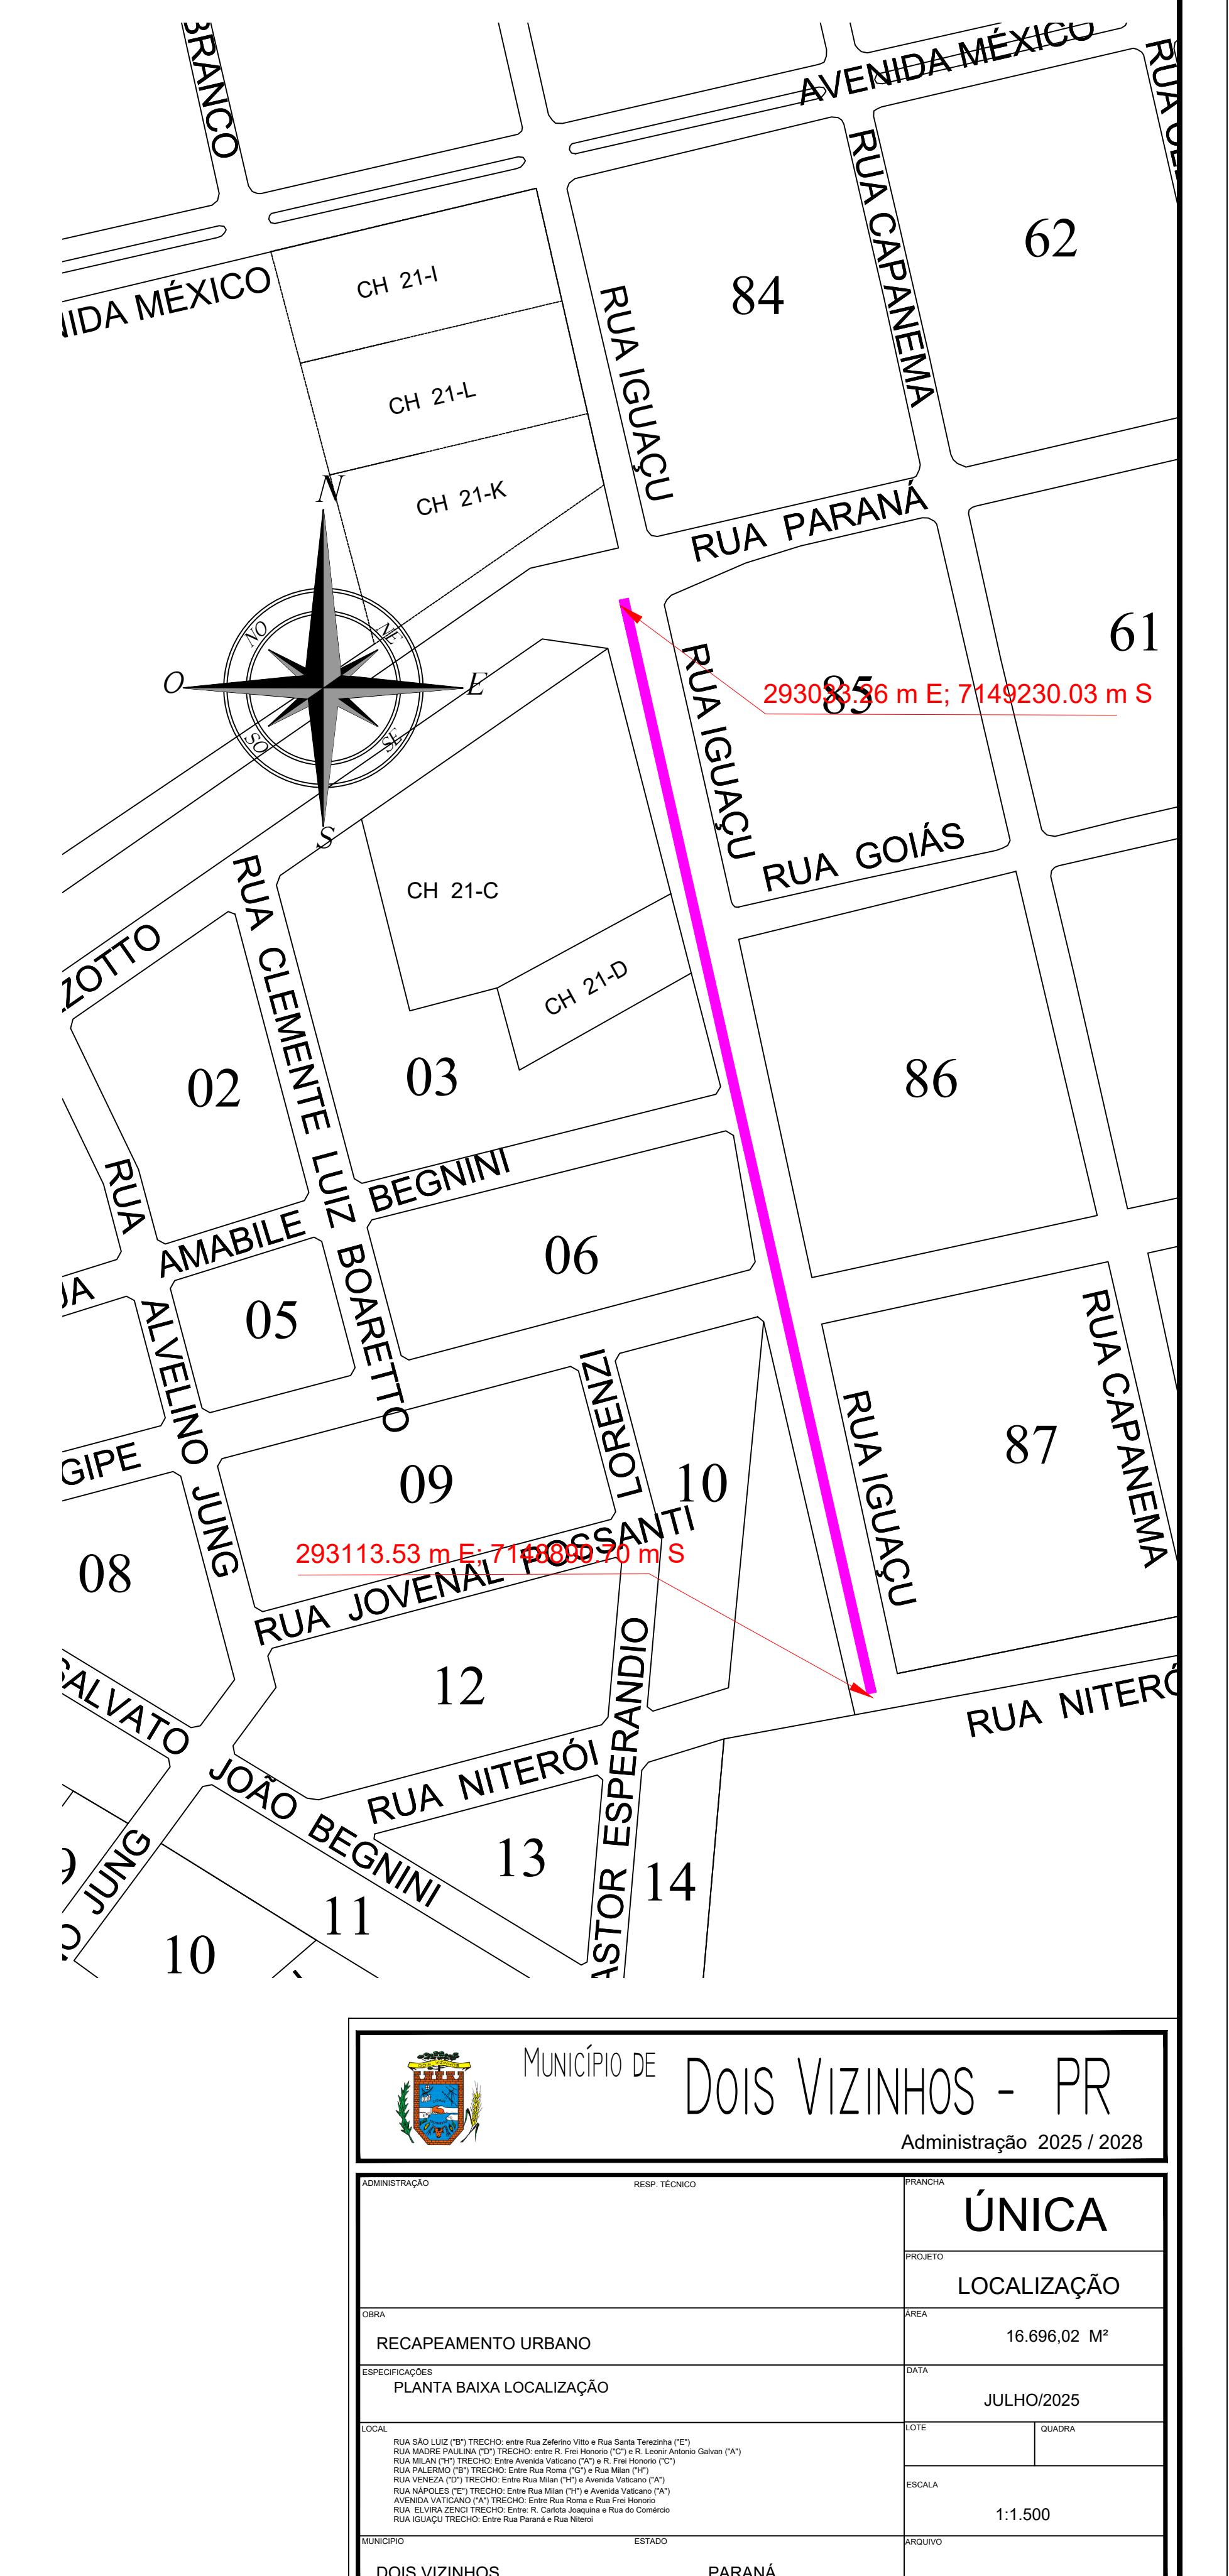 BRANCO
AVENIDA MÉXICO
NIDA MÉXICO
CH 21-I
CH 21-L
CH 21-K
RUA IGUAÇU
84
RUA CAPANEMA
62
RUA PARANÁ
N
NO
NE
O
E
SO
SE
S
61
85
293033.26 m E; 7149230.03 m S
RUA IGUAÇU
RUA GOIÁS
CH 21-C
CH 21-D
ZOTTO
RUA CLEMENTE LUIZ BOARETTO
02
03
86
RUA ALVELINO JUNG
RUA AMABILE BEGNINI
05
06
LORENZI
RUA CAPANEMA
87
RUA IGUAÇU
GIPE
09
10
08
293113.53 m E; 7148890.70 m S
RUA JOVENAL POSSANTI
12
SALVATO JOÃO BEGNINI
RUA NITERÓI
RUA NITERÓ
ASTOR ESPERANDIO
13
14
9
O JUNG
11
10
MUNICÍPIO DE DOIS VIZINHOS - PR
Administração 2025 / 2028
ADMINISTRAÇÃO
RESP. TÉCNICO
PRANCHA
ÚNICA
PROJETO
LOCALIZAÇÃO
OBRA
RECAPEAMENTO URBANO
ÁREA
16.696,02 M²
ESPECIFICAÇÕES
PLANTA BAIXA LOCALIZAÇÃO
DATA
JULHO/2025
LOCAL
RUA SÃO LUIZ ("B") TRECHO: entre Rua Zeferino Vitto e Rua Santa Terezinha ("E")
RUA MADRE PAULINA ("D") TRECHO: entre R. Frei Honorio ("C") e R. Leonir Antonio Galvan ("A")
RUA MILAN ("H") TRECHO: Entre Avenida Vaticano ("A") e R. Frei Honorio ("C")
RUA PALERMO ("B") TRECHO: Entre Rua Roma ("G") e Rua Milan ("H")
RUA VENEZA ("D") TRECHO: Entre Rua Milan ("H") e Avenida Vaticano ("A")
RUA NÁPOLES ("E") TRECHO: Entre Rua Milan ("H") e Avenida Vaticano ("A")
AVENIDA VATICANO ("A") TRECHO: Entre Rua Roma e Rua Frei Honorio
RUA ELVIRA ZENCI TRECHO: Entre: R. Carlota Joaquina e Rua do Comércio
RUA IGUAÇU TRECHO: Entre Rua Paraná e Rua Niteroi
LOTE
QUADRA
ESCALA
1:1.500
MUNICIPIO
DOIS VIZINHOS
ESTADO
PARANÁ
ARQUIVO